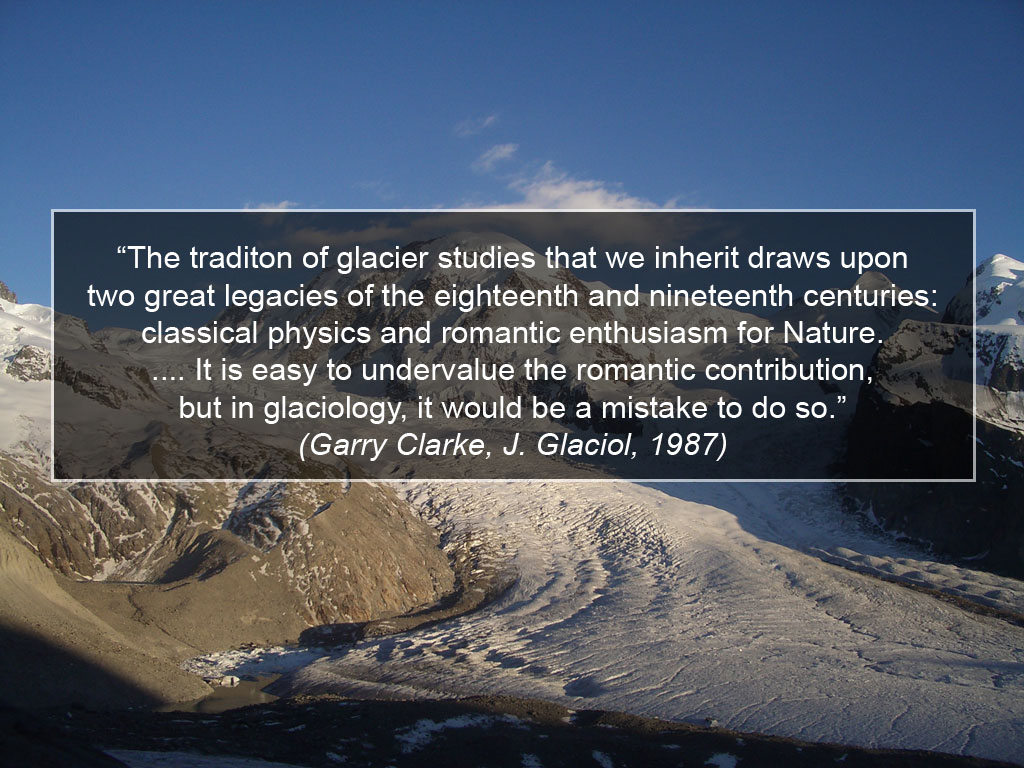 “The traditon of glacier studies that we inherit draws upon
two great legacies of the eighteenth and nineteenth centuries:
classical physics and romantic enthusiasm for Nature.
.... It is easy to undervalue the romantic contribution,
but in glaciology, it would be a mistake to do so.”
(Garry Clarke, J. Glaciol, 1987)